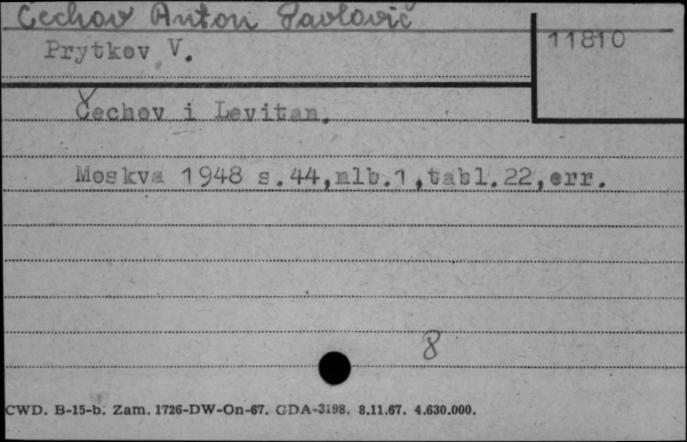 Čechov Anton Pavlovič
Prytkov V.
11810
Čechov i Levitan.
Moskva 1948 s.44,nlb.1,tabl.22,err.
8
CWD. B-15-b. Zam. 1726-DW-On-67. GDA-3198. 8.11.67. 4.630.000.